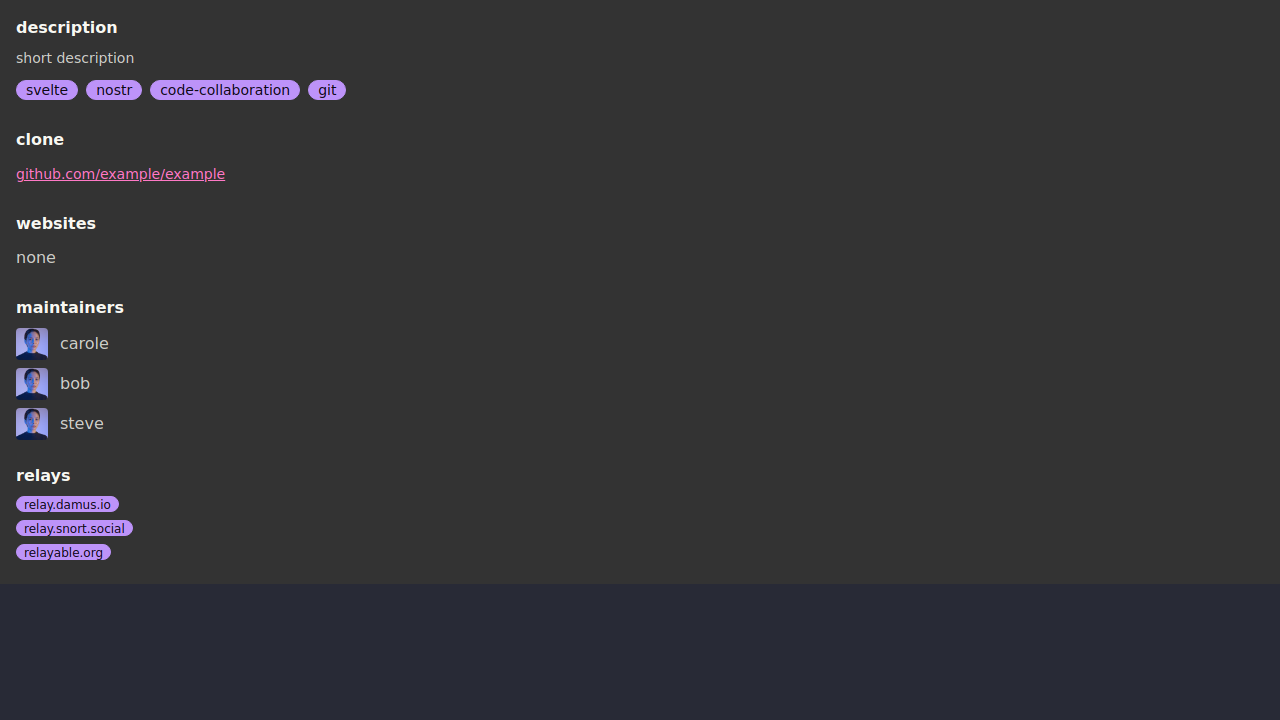 description
short description
svelte nostr code-collaboration git
clone
github.com/example/example
websites
none
maintainers
carole
bob
steve
relays
relay.damus.io
relay.snort.social
relayable.org